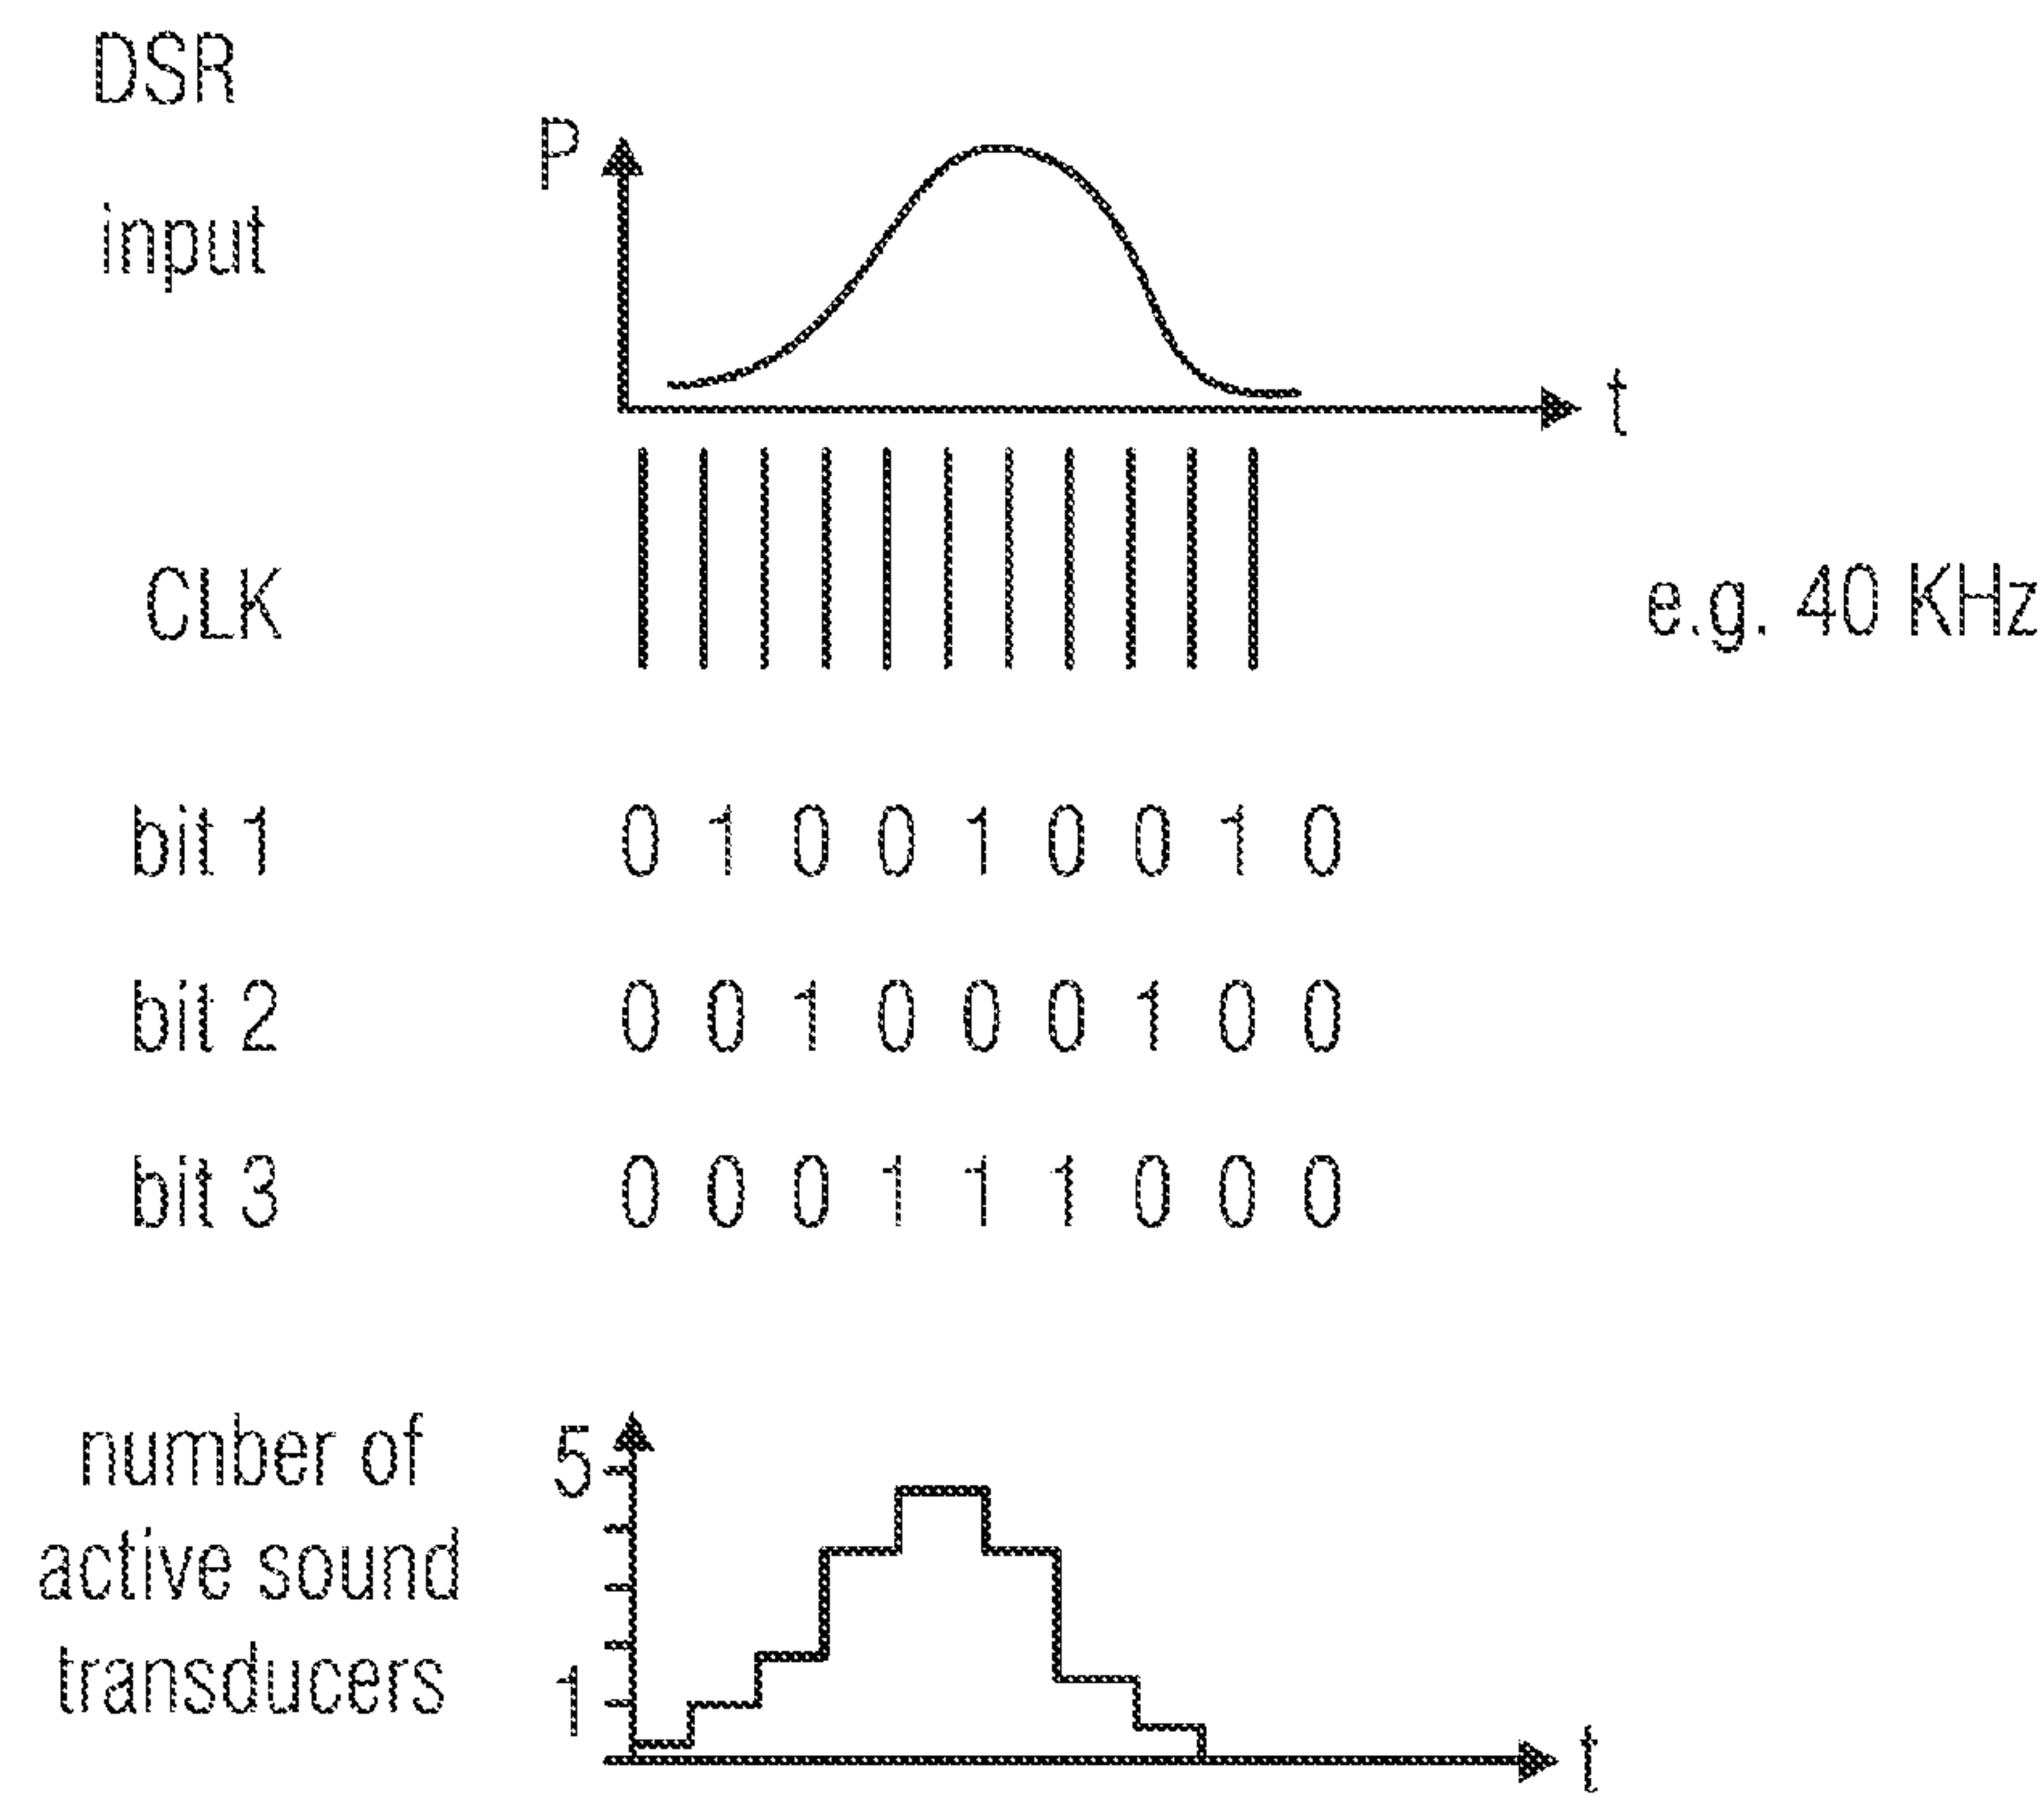 DSR
input
P
t
CLK
e.g. 40 KHz
bit 1 0 1 0 0 1 0 0 1 0
bit 2 0 0 1 0 0 0 1 0 0
bit 3 0 0 0 1 1 1 0 0 0
number of
active sound
transducers
5
1
t